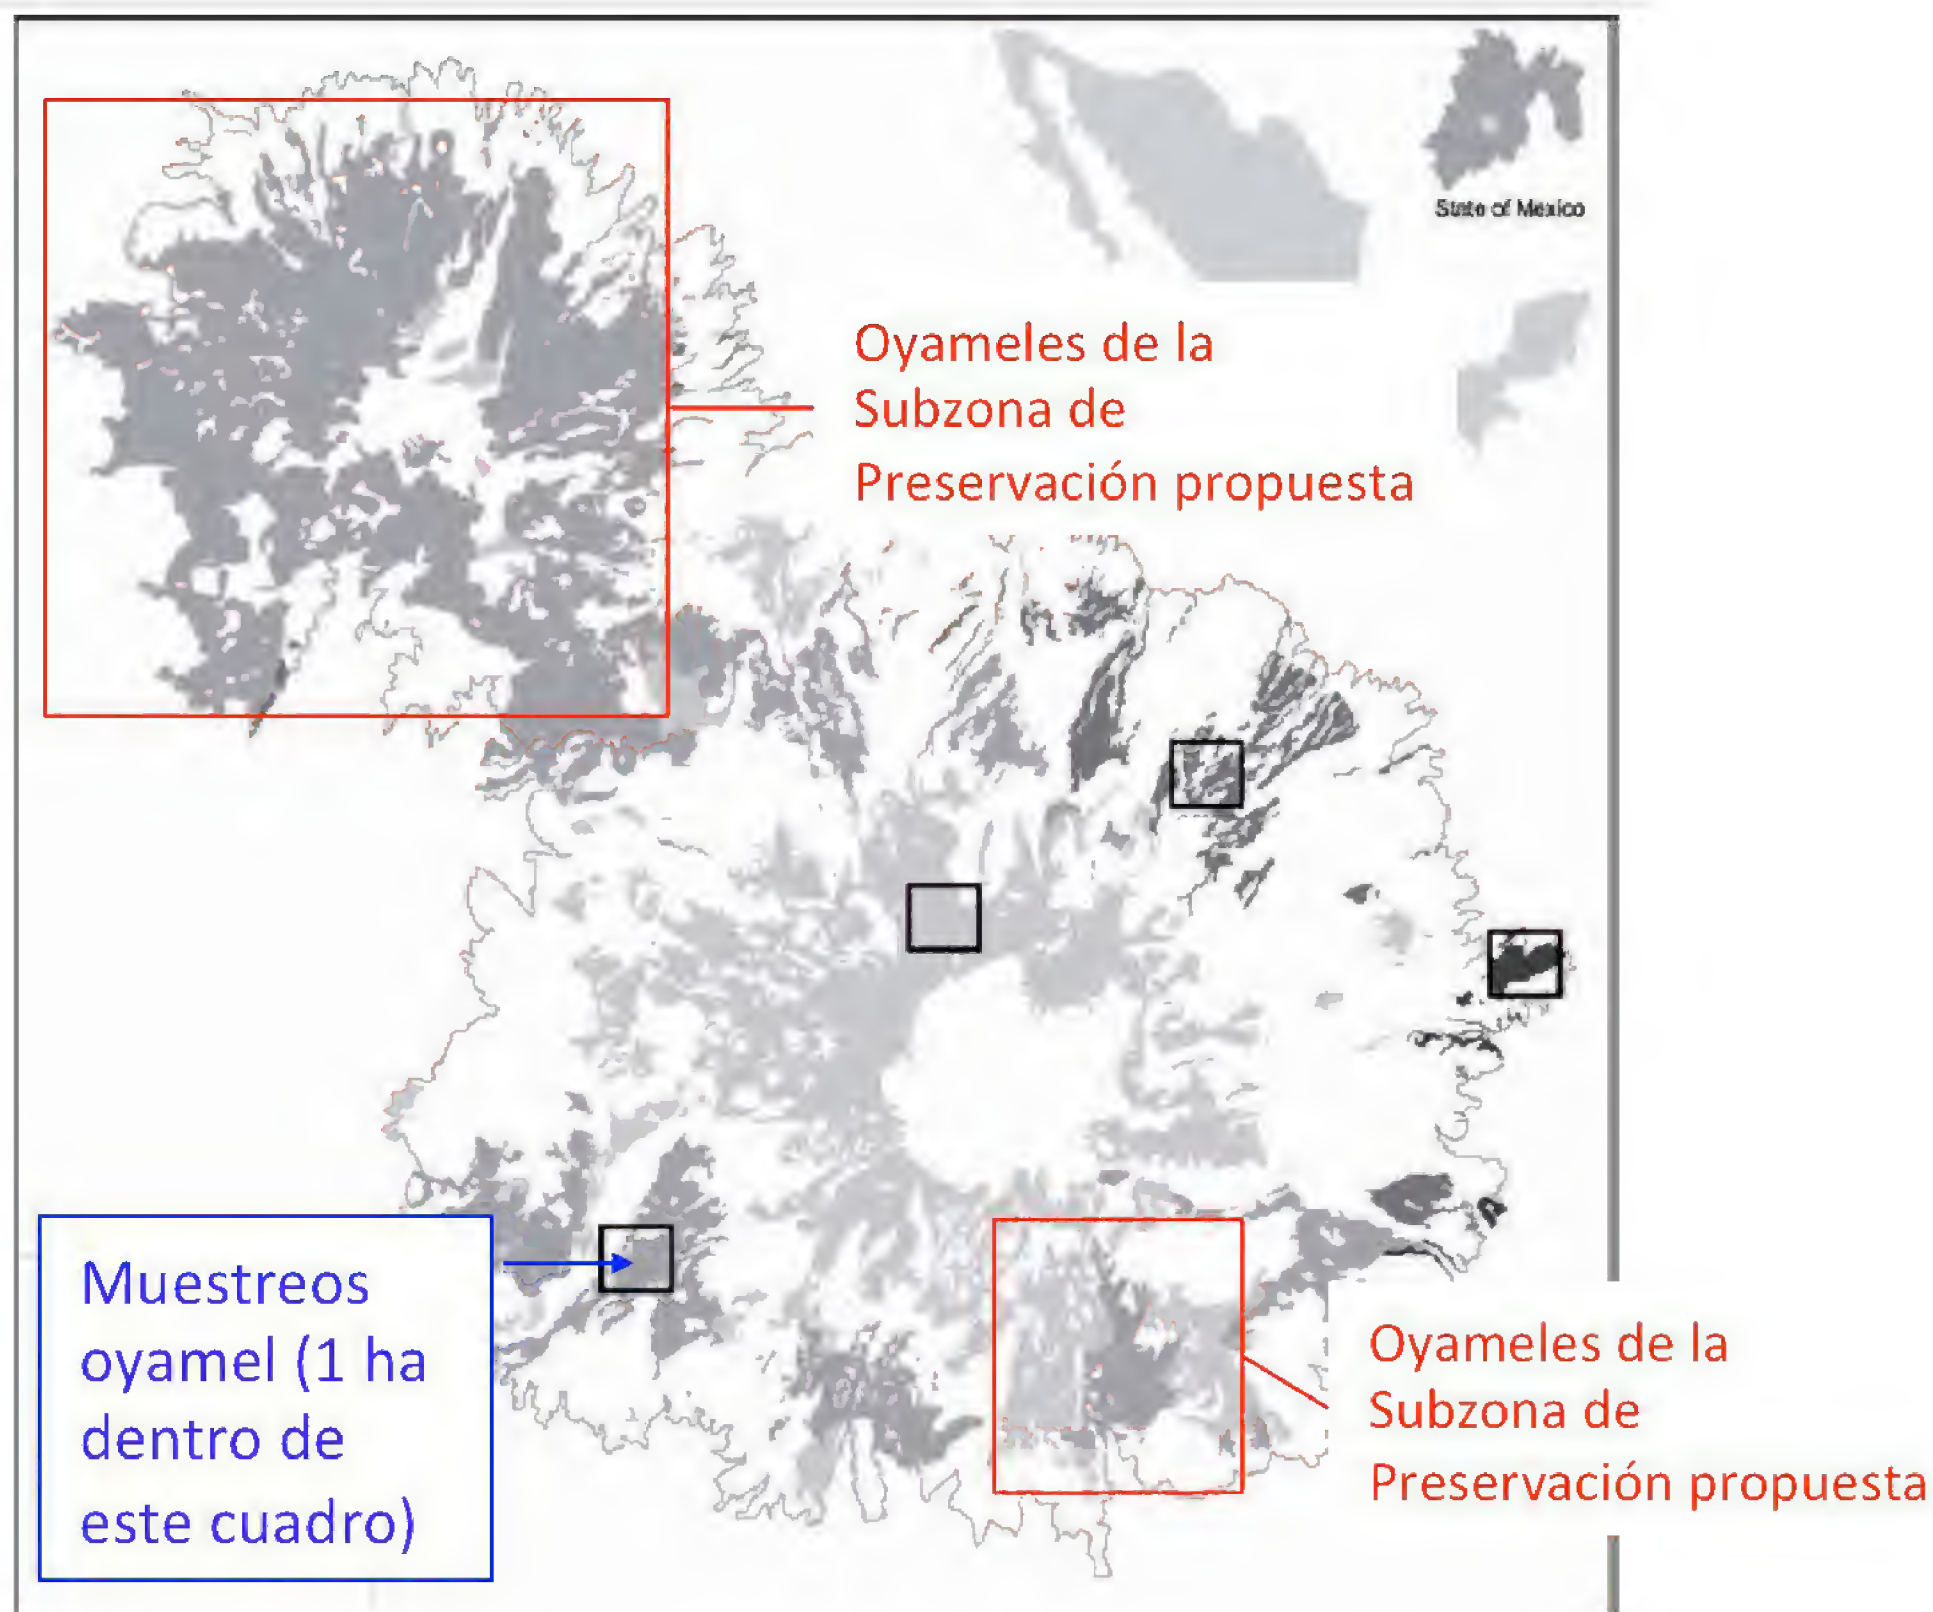 State of Mexico
Oyameles de la
Subzona de
Preservación propuesta
Muestreos
oyamel (1 ha
dentro de
este cuadro)
Oyameles de la
Subzona de
Preservación propuesta